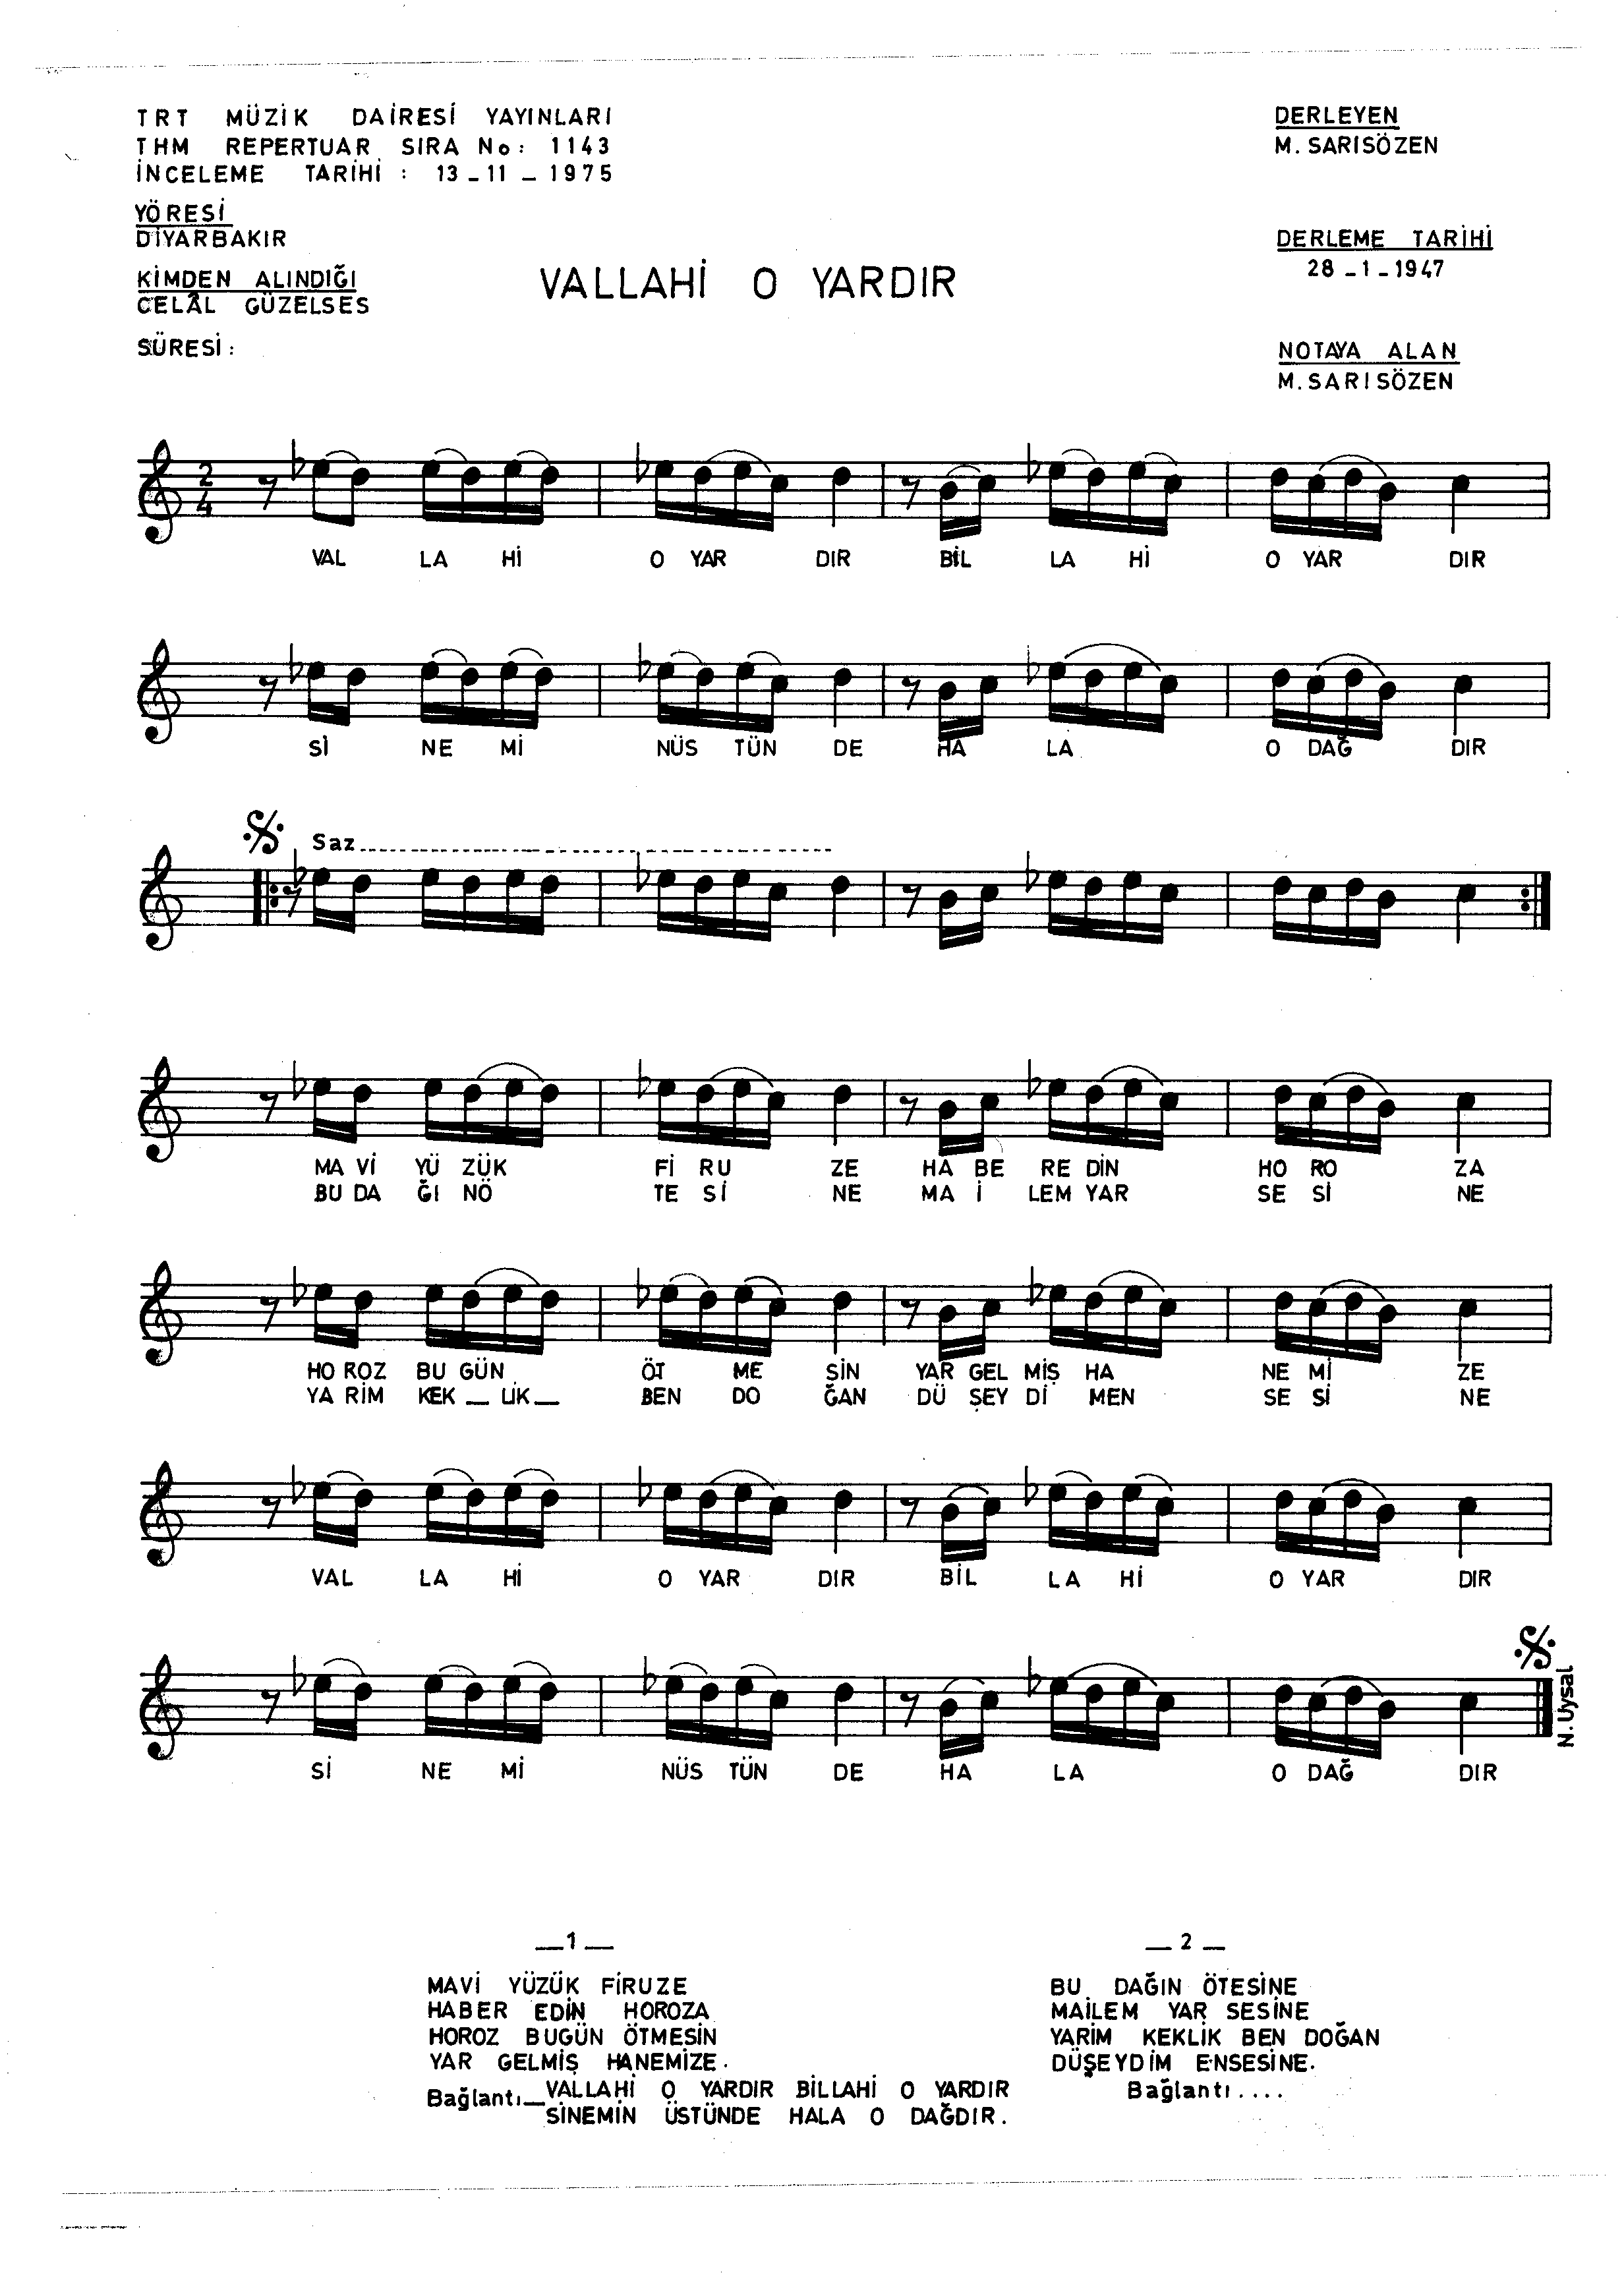 TRT MÜZİK DAİRESİ YAYINLARI
THM REPERTUAR SIRA No: 1143
İNCELEME TARİHİ : 13_11_1975
YÖRESİ
DİYARBAKIR
KİMDEN ALINDIĞI
CELÂL GÜZELSES
SÜRESİ:
VALLAHİ O YARDIR
DERLEYEN
M. SARISÖZEN
DERLEME TARİHİ
28_1_1947
NOTAYA ALAN
M. SARISÖZEN
2
4
VAL LA Hİ O YAR DIR BİL LA Hİ O YAR DIR
Sİ NE Mİ NÜS TÜN DE HA LA O DAĞ DIR
Saz
MA Vİ YÜ ZÜK Fİ RU ZE HA BE RE DİN HO RO ZA
BU DA ĞI NÖ TE Sİ NE MA İ LEM YAR SE Sİ NE
HO ROZ BU GÜN ÖT ME SİN YAR GEL MİŞ HA NE Mİ ZE
YA RİM KEK _ LİK _ BEN DO ĞAN DÜ ŞEY Dİ MEN SE Sİ NE
VAL LA Hİ O YAR DIR BİL LA Hİ O YAR DIR
N. Uysal
Sİ NE Mİ NÜS TÜN DE HA LA O DAĞ DIR
_1_
MAVİ YÜZÜK FİRUZE
HABER EDİN HOROZA
HOROZ BUGÜN ÖTMESİN
YAR GELMİŞ HANEMİZE.
Bağlantı_VALLAHİ O YARDIR BİLLAHİ O YARDIR
SİNEMİN ÜSTÜNDE HALA O DAĞDIR.
_ 2 _
BU DAĞIN ÖTESİNE
MAİLEM YAR SESİNE
YARİM KEKLİK BEN DOĞAN
DÜŞEYDİM ENSESİNE.
Bağlantı....